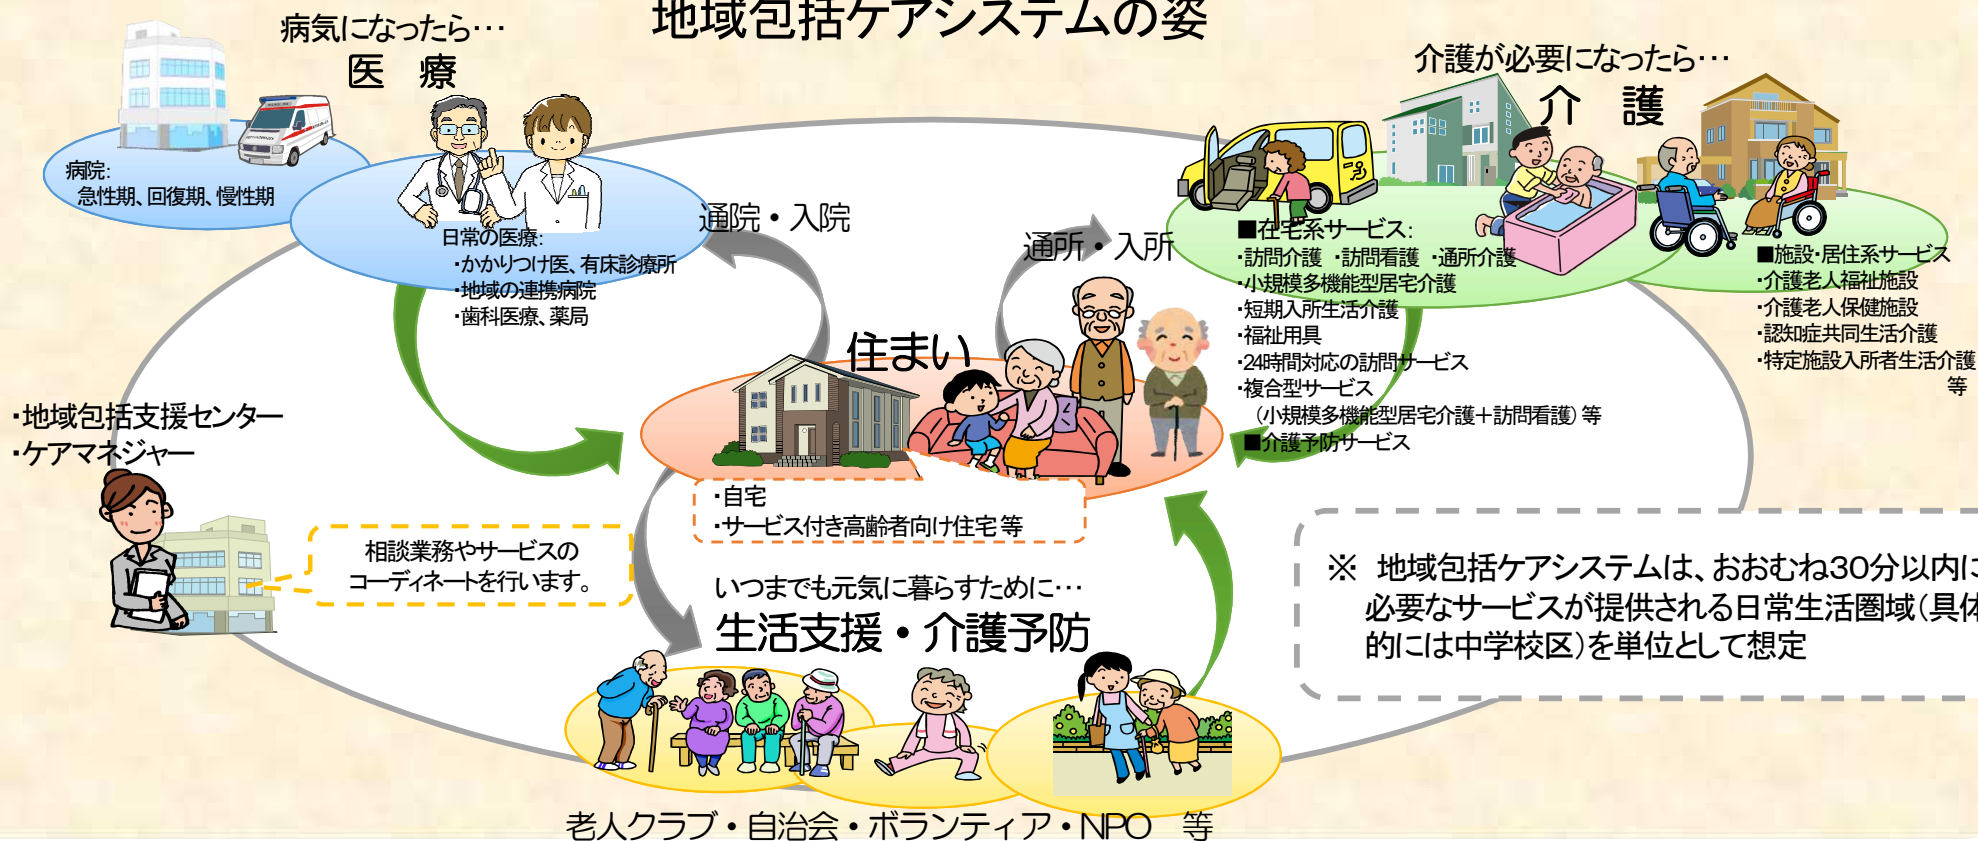 地域包括ケアシステムの姿
病気になったら…
医 療
病院:
急性期、回復期、慢性期
日常の医療:
・かかりつけ医、有床診療所
・地域の連携病院
・歯科医療、薬局
通院・入院
通所・入所
介護が必要になったら…
介 護
■在宅系サービス:
・訪問介護 ・訪問看護 ・通所介護
・小規模多機能型居宅介護
・短期入所生活介護
・福祉用具
・24時間対応の訪問サービス
・複合型サービス
(小規模多機能型居宅介護+訪問看護) 等
■介護予防サービス
■施設・居住系サービス
・介護老人福祉施設
・介護老人保健施設
・認知症共同生活介護
・特定施設入所者生活介護
等
住まい
・自宅
・サービス付き高齢者向け住宅 等
・地域包括支援センター
・ケアマネジャー
相談業務やサービスの
コーディネートを行います。
いつまでも元気に暮らすために…
生活支援・介護予防
老人クラブ・自治会・ボランティア・NPO 等
※ 地域包括ケアシステムは、おおむね30分以内に
必要なサービスが提供される日常生活圏域(具体
的には中学校区)を単位として想定